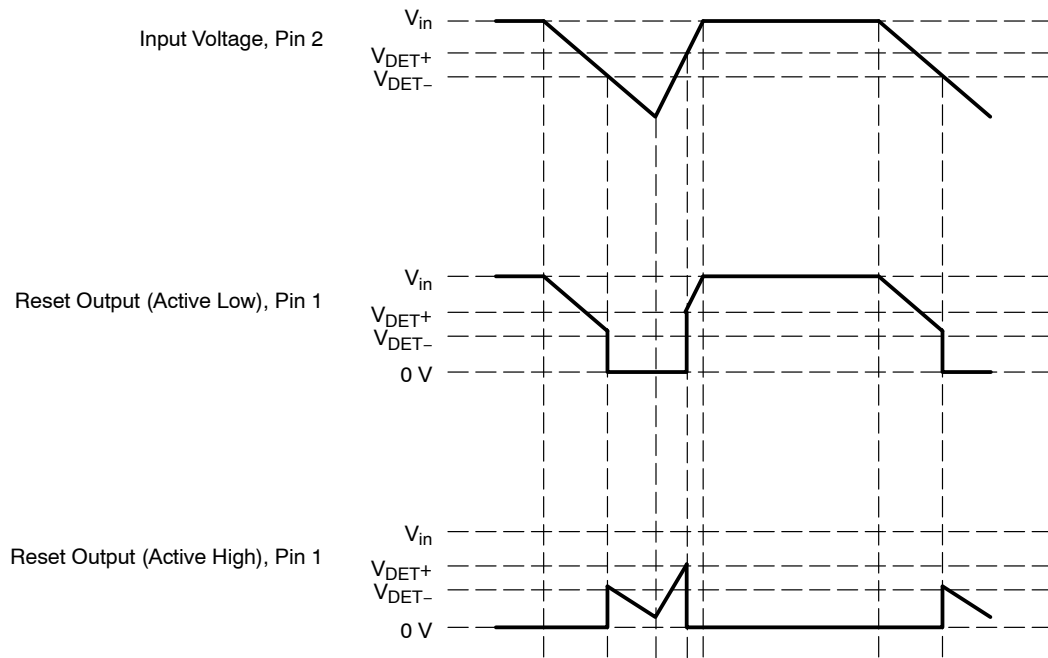 V_in
Input Voltage, Pin 2
V_DET+
V_DET−
V_in
Reset Output (Active Low), Pin 1
V_DET+
V_DET−
0 V
V_in
Reset Output (Active High), Pin 1
V_DET+
V_DET−
0 V